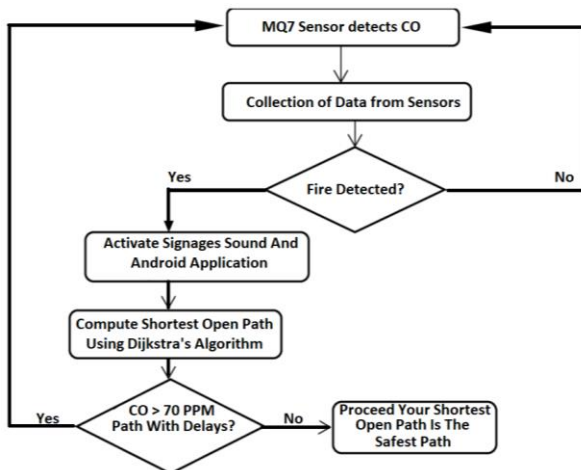 MQ7 Sensor detects CO
Collection of Data from Sensors
Fire Detected?
Yes
No
Activate Signages Sound And
Android Application
Compute Shortest Open Path
Using Dijkstra's Algorithm
CO > 70 PPM
Path With Delays?
Yes
No
Proceed Your Shortest
Open Path Is The
Safest Path